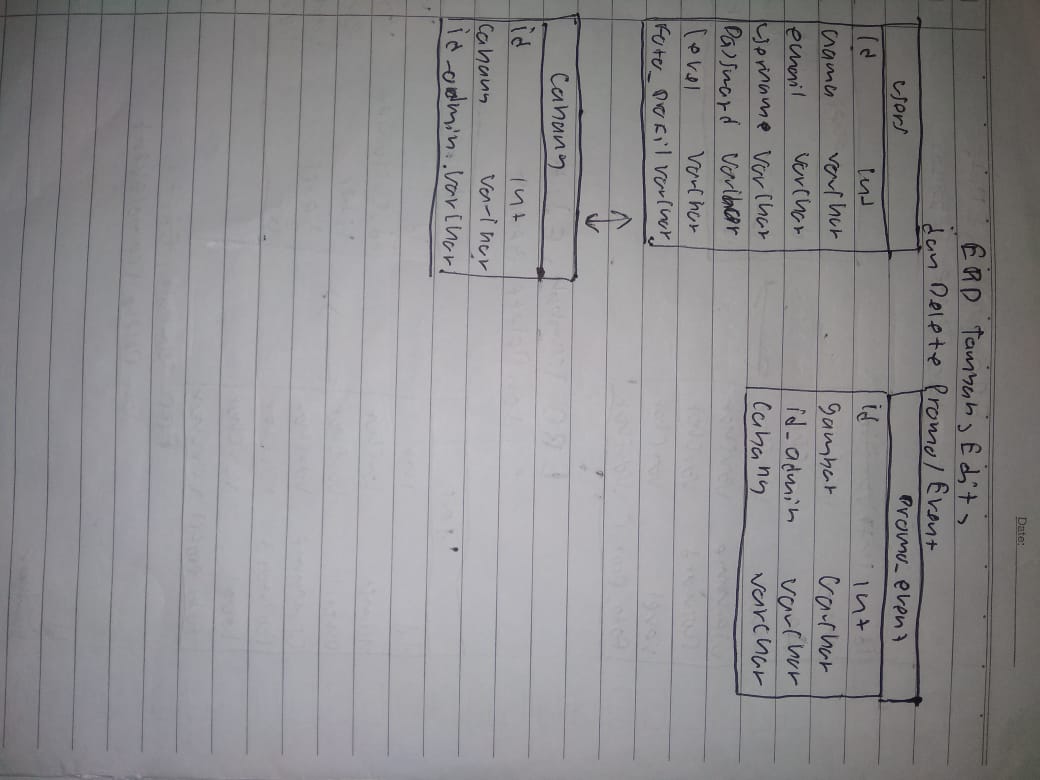 Date:
ERD Tambah, Edit,
dan Delete Promo/Event
users
id int
nama varchar
email varchar
username varchar
Password varchar
level varchar
foto_profil varchar
promo_event
id int
gambar varchar
id_admin varchar
Cabang varchar
Cabang
id int
cabang varchar
id_admin varchar